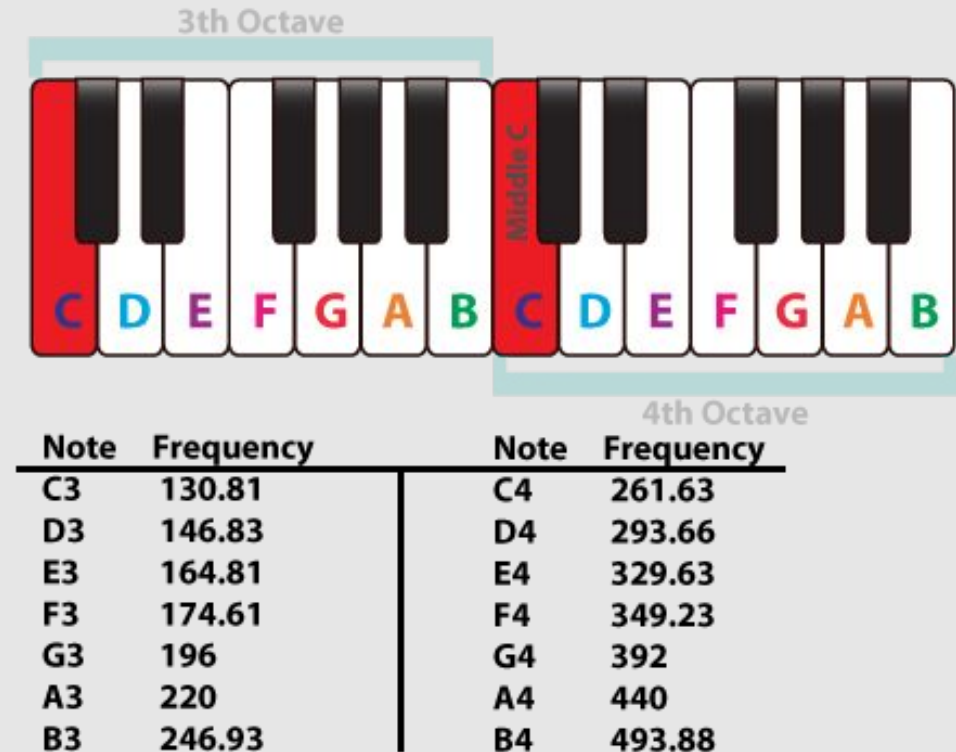 3th Octave
Middle C
C D E F G A B C D E F G A B
4th Octave
Note Frequency Note Frequency
C3 130.81 C4 261.63
D3 146.83 D4 293.66
E3 164.81 E4 329.63
F3 174.61 F4 349.23
G3 196 G4 392
A3 220 A4 440
B3 246.93 B4 493.88